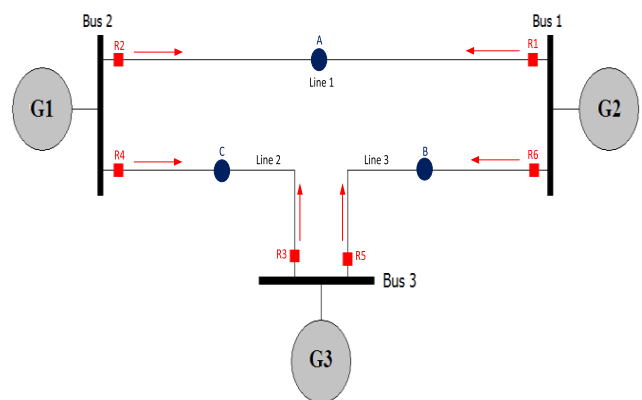 Bus 2
Bus 1
R2
A
R1
Line 1
G1
G2
R4
C
Line 2
Line 3
B
R6
R3
R5
Bus 3
G3